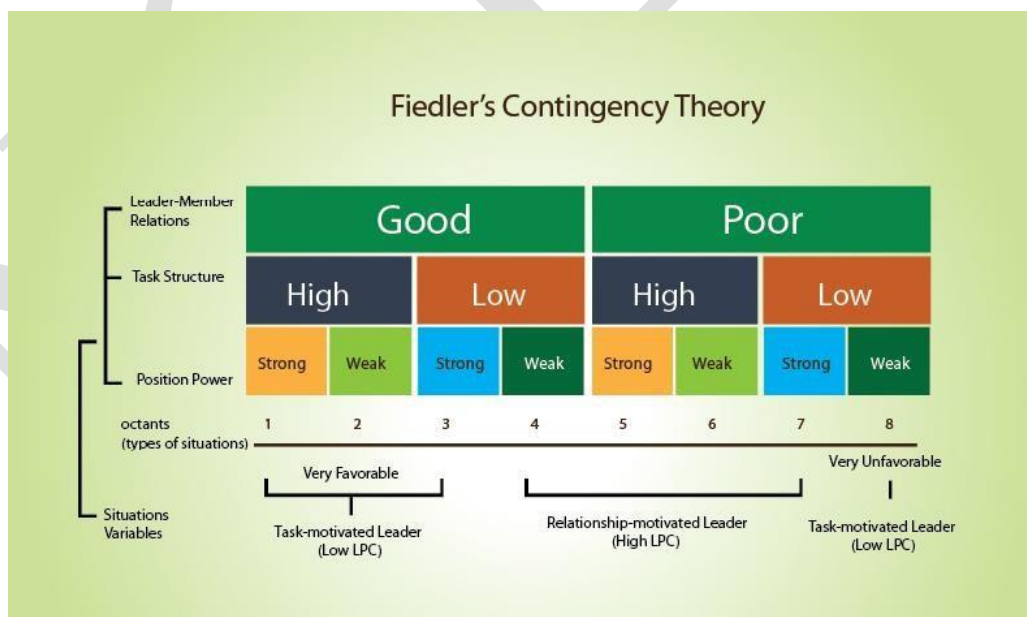 Fiedler's Contingency Theory
Leader-Member
Relations
Good
Poor
Task Structure
High
Low
High
Low
Position Power
Strong
Weak
Strong
Weak
Strong
Weak
Strong
Weak
octants
(types of situations)
1
2
3
4
5
6
7
8
Very Favorable
Very Unfavorable
Situations
Variables
Task-motivated Leader
(Low LPC)
Relationship-motivated Leader
(High LPC)
Task-motivated Leader
(Low LPC)